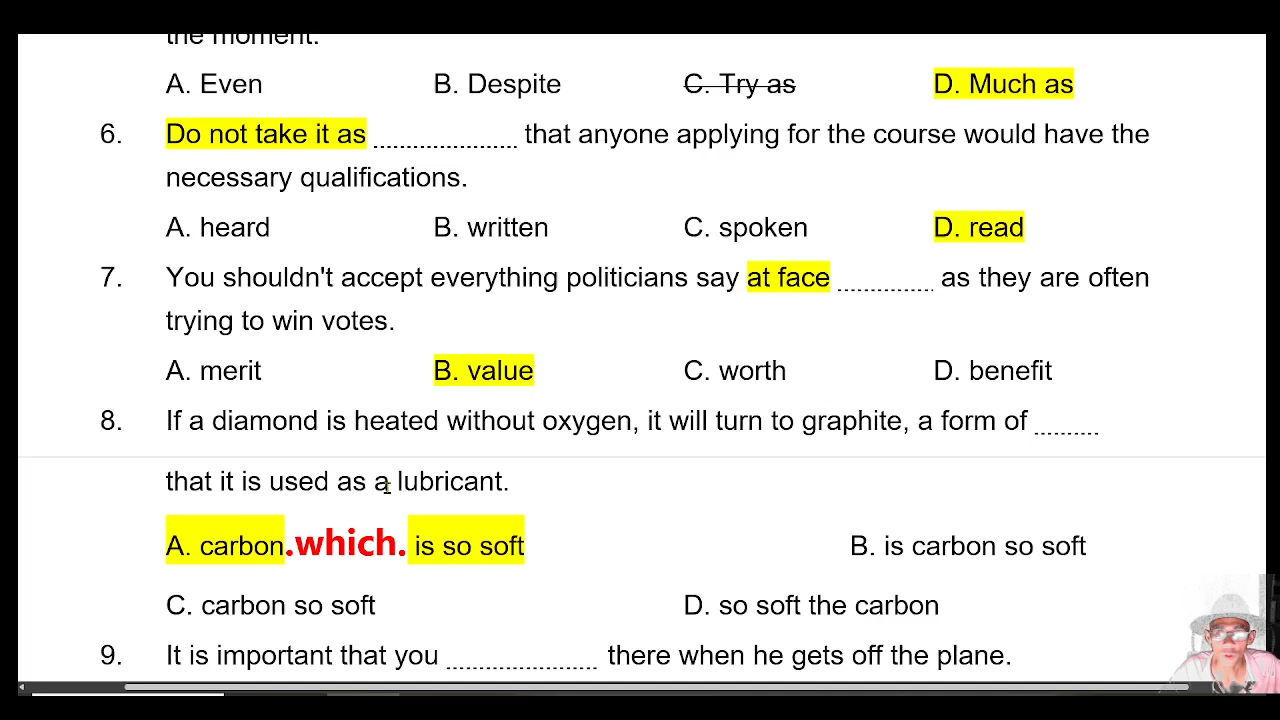 the moment.
A. Even B. Despite C. Try as D. Much as
6. Do not take it as ..................... that anyone applying for the course would have the
necessary qualifications.
A. heard B. written C. spoken D. read
7. You shouldn't accept everything politicians say at face .............. as they are often
trying to win votes.
A. merit B. value C. worth D. benefit
8. If a diamond is heated without oxygen, it will turn to graphite, a form of .........
that it is used as a lubricant.
A. carbon.which. is so soft B. is carbon so soft
C. carbon so soft D. so soft the carbon
9. It is important that you ...................... there when he gets off the plane.